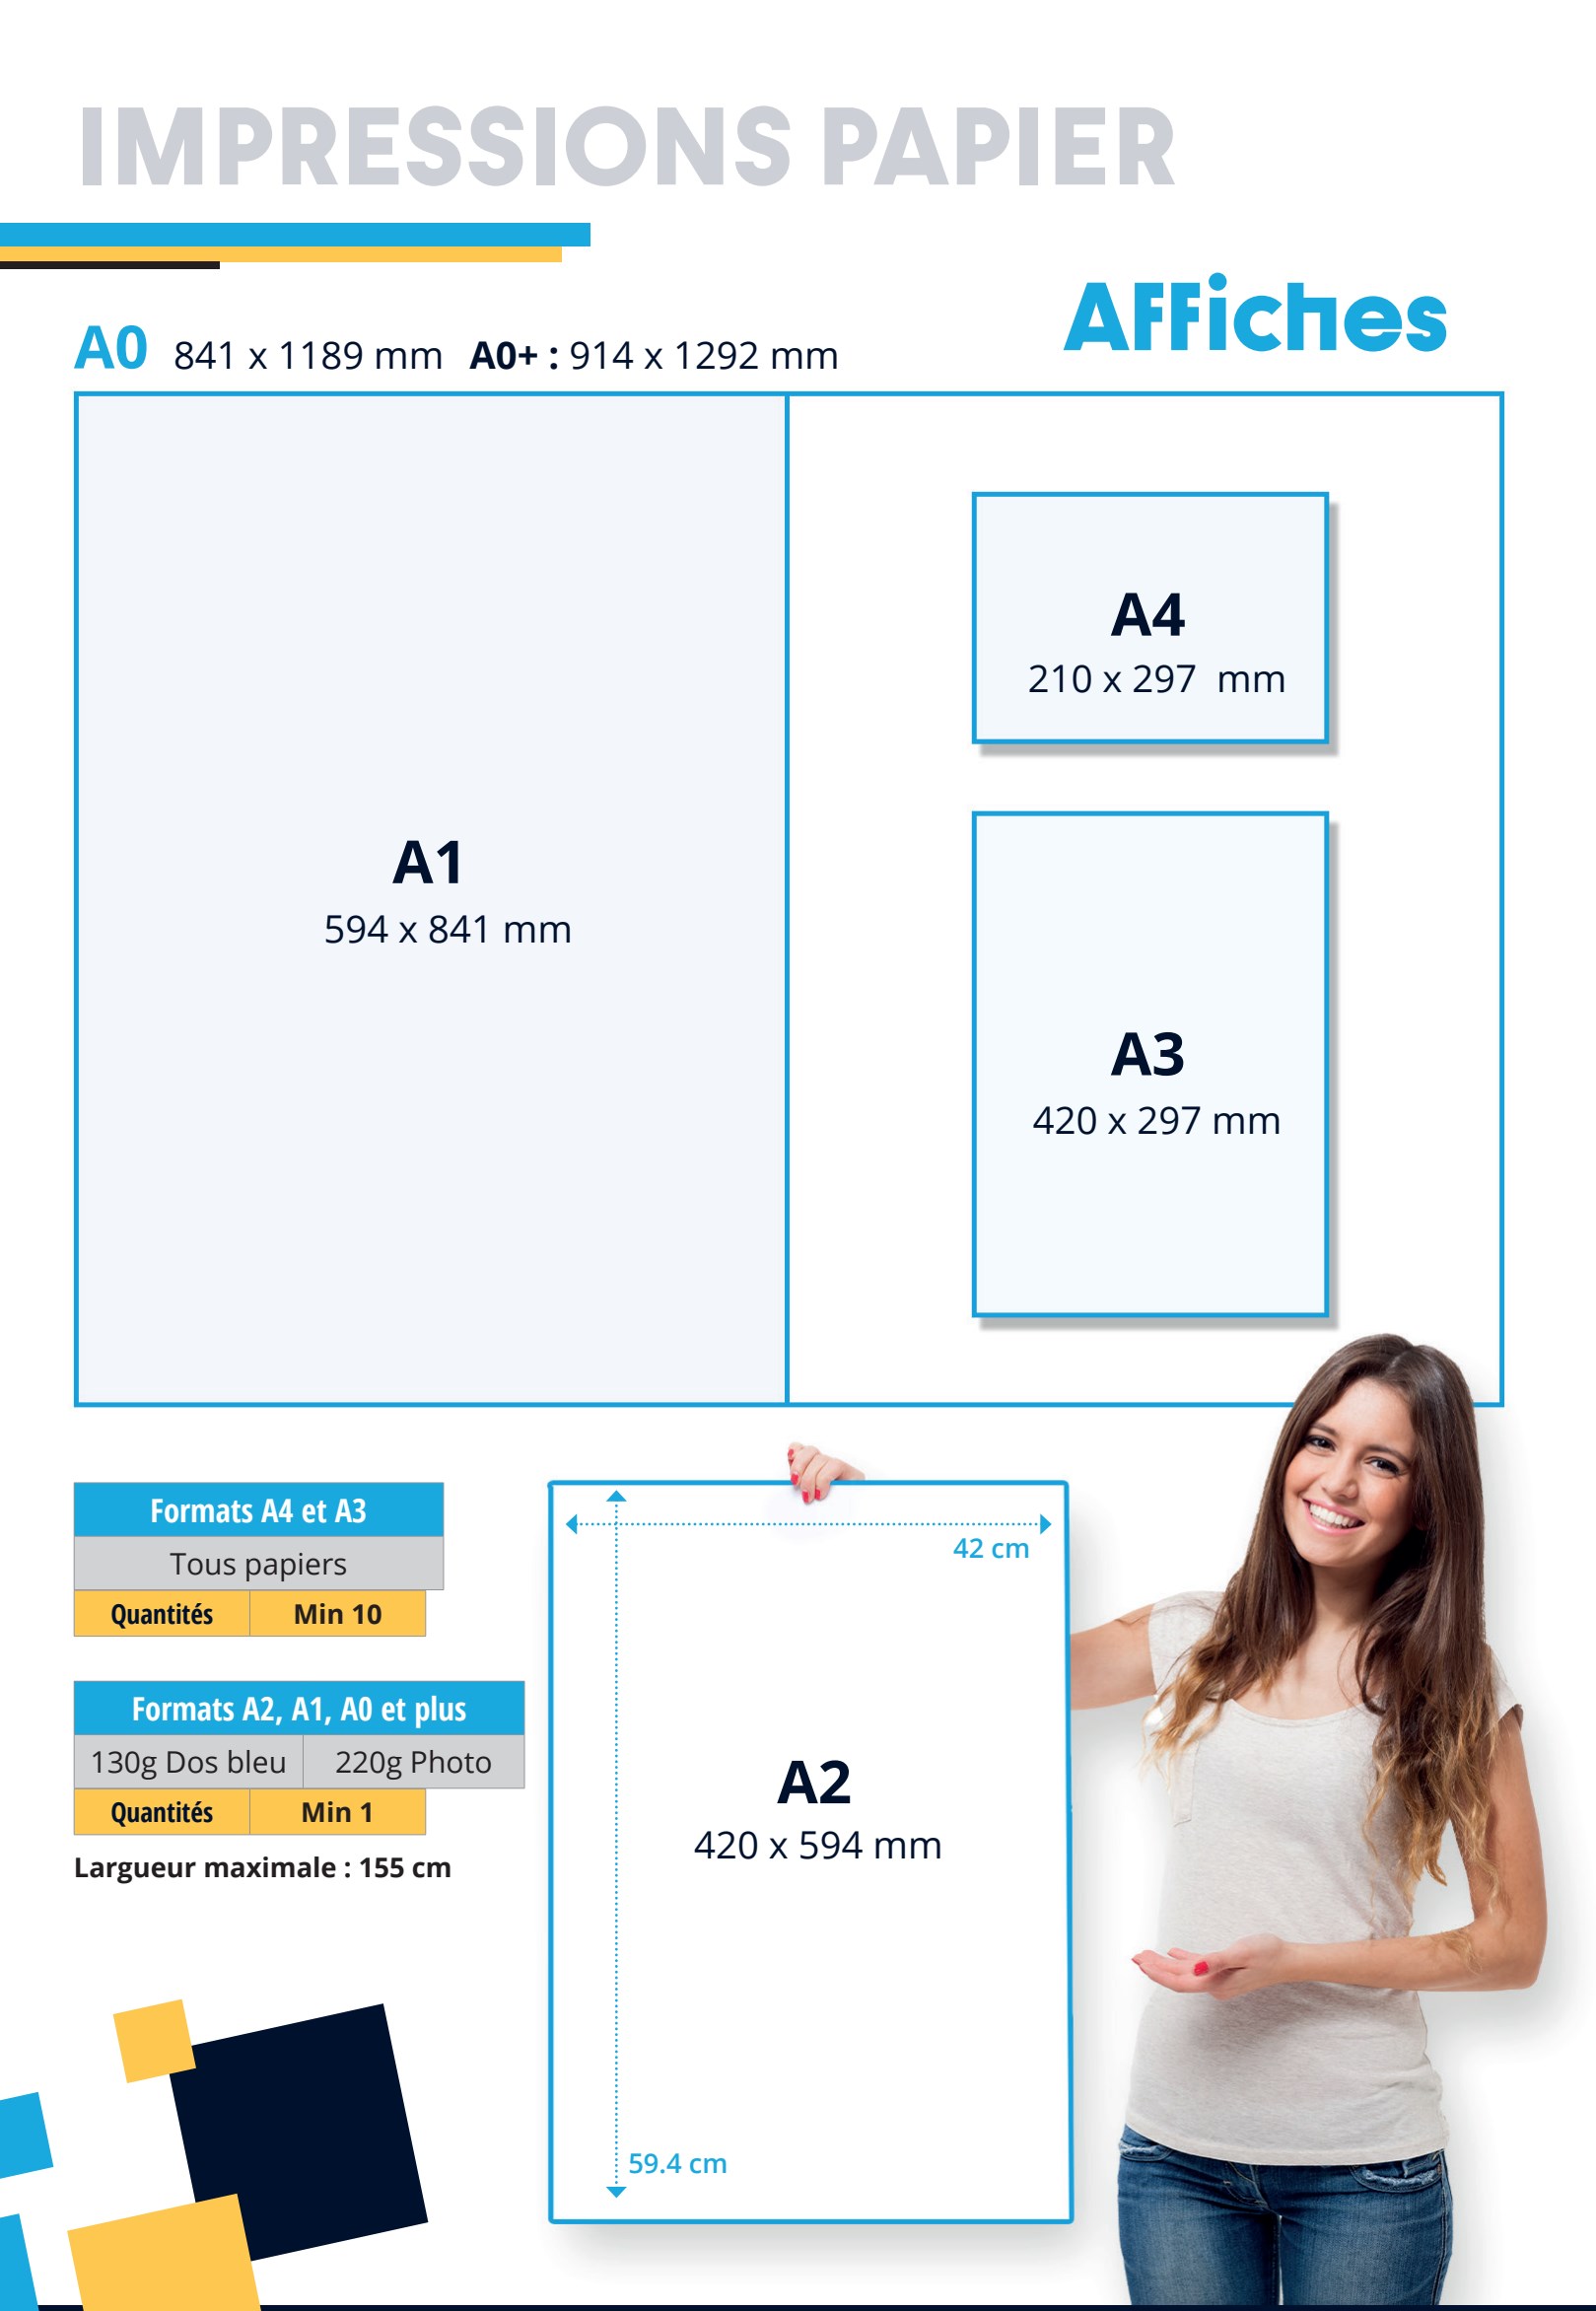 IMPRESSIONS PAPIER
Affiches
A0 841 x 1189 mm A0+ : 914 x 1292 mm
A1
594 x 841 mm
A4
210 x 297 mm
A3
420 x 297 mm
Formats A4 et A3
Tous papiers
Quantités Min 10
Formats A2, A1, A0 et plus
130g Dos bleu 220g Photo
Quantités Min 1
Largueur maximale : 155 cm
42 cm
A2
420 x 594 mm
59.4 cm